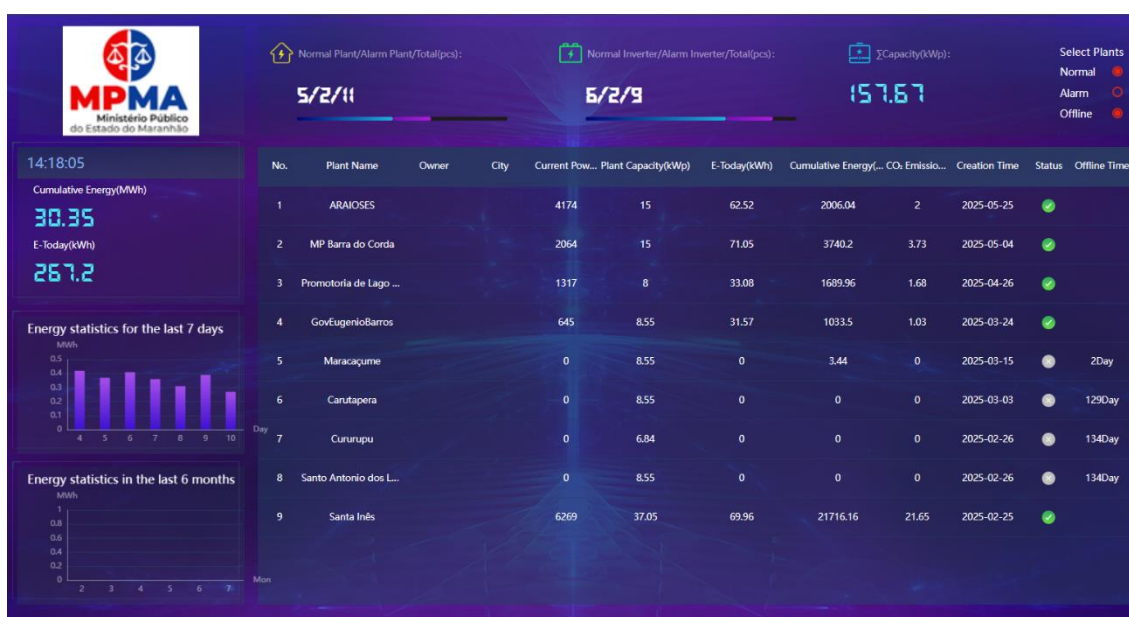 MPMA
Ministério Público
do Estado do Maranhão
Normal Plant/Alarm Plant/Total(pcs):
5/2/11
Normal Inverter/Alarm Inverter/Total(pcs):
6/2/9
∑Capacity(kWp):
157.67
Select Plants
Normal
Alarm
Offline
14:18:05
Cumulative Energy(MWh)
30.35
E-Today(kWh)
267.2
Energy statistics for the last 7 days
MWh
0.5
0.4
0.3
0.2
0.1
0
4 5 6 7 8 9 10 Day
Energy statistics in the last 6 months
MWh
1
0.8
0.6
0.4
0.2
0
2 3 4 5 6 7 Mon
No. Plant Name Owner City Current Pow... Plant Capacity(kWp) E-Today(kWh) Cumulative Energy(... CO₂ Emissio... Creation Time Status Offline Time
1 ARAIOSES 4174 15 62.52 2006.04 2 2025-05-25
2 MP Barra do Corda 2064 15 71.05 3740.2 3.73 2025-05-04
3 Promotoria de Lago ... 1317 8 33.08 1689.96 1.68 2025-04-26
4 GovEugenioBarros 645 8.55 31.57 1033.5 1.03 2025-03-24
5 Maracaçume 0 8.55 0 3.44 0 2025-03-15 2Day
6 Carutapera 0 8.55 0 0 0 2025-03-03 129Day
7 Cururupu 0 6.84 0 0 0 2025-02-26 134Day
8 Santo Antonio dos L... 0 8.55 0 0 0 2025-02-26 134Day
9 Santa Inês 6269 37.05 69.96 21716.16 21.65 2025-02-25